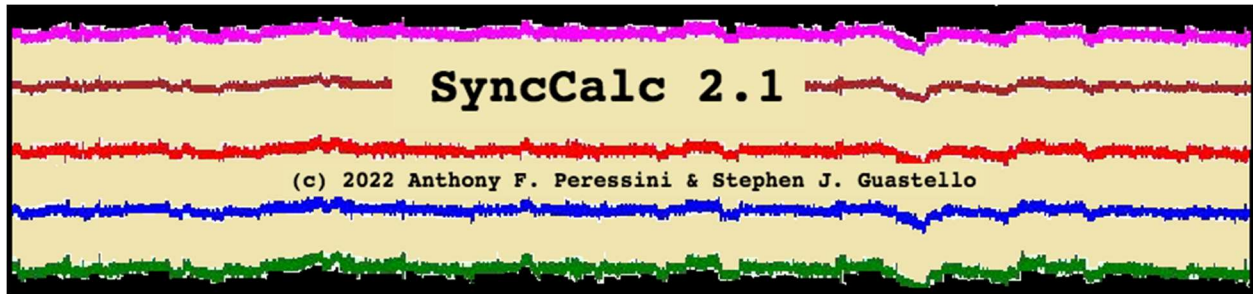 SyncCalc 2.1
(c) 2022 Anthony F. Peressini & Stephen J. Guastello